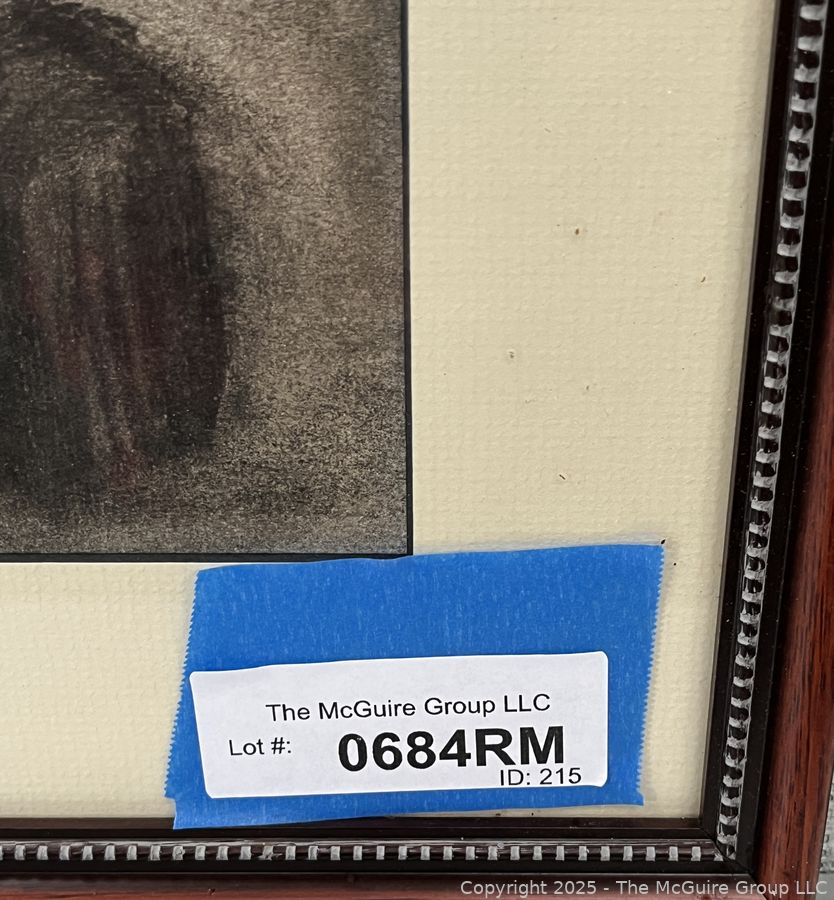 The McGuire Group LLC
Lot #: 0684RM
ID: 215
Copyright 2025 - The McGuire Group LLC